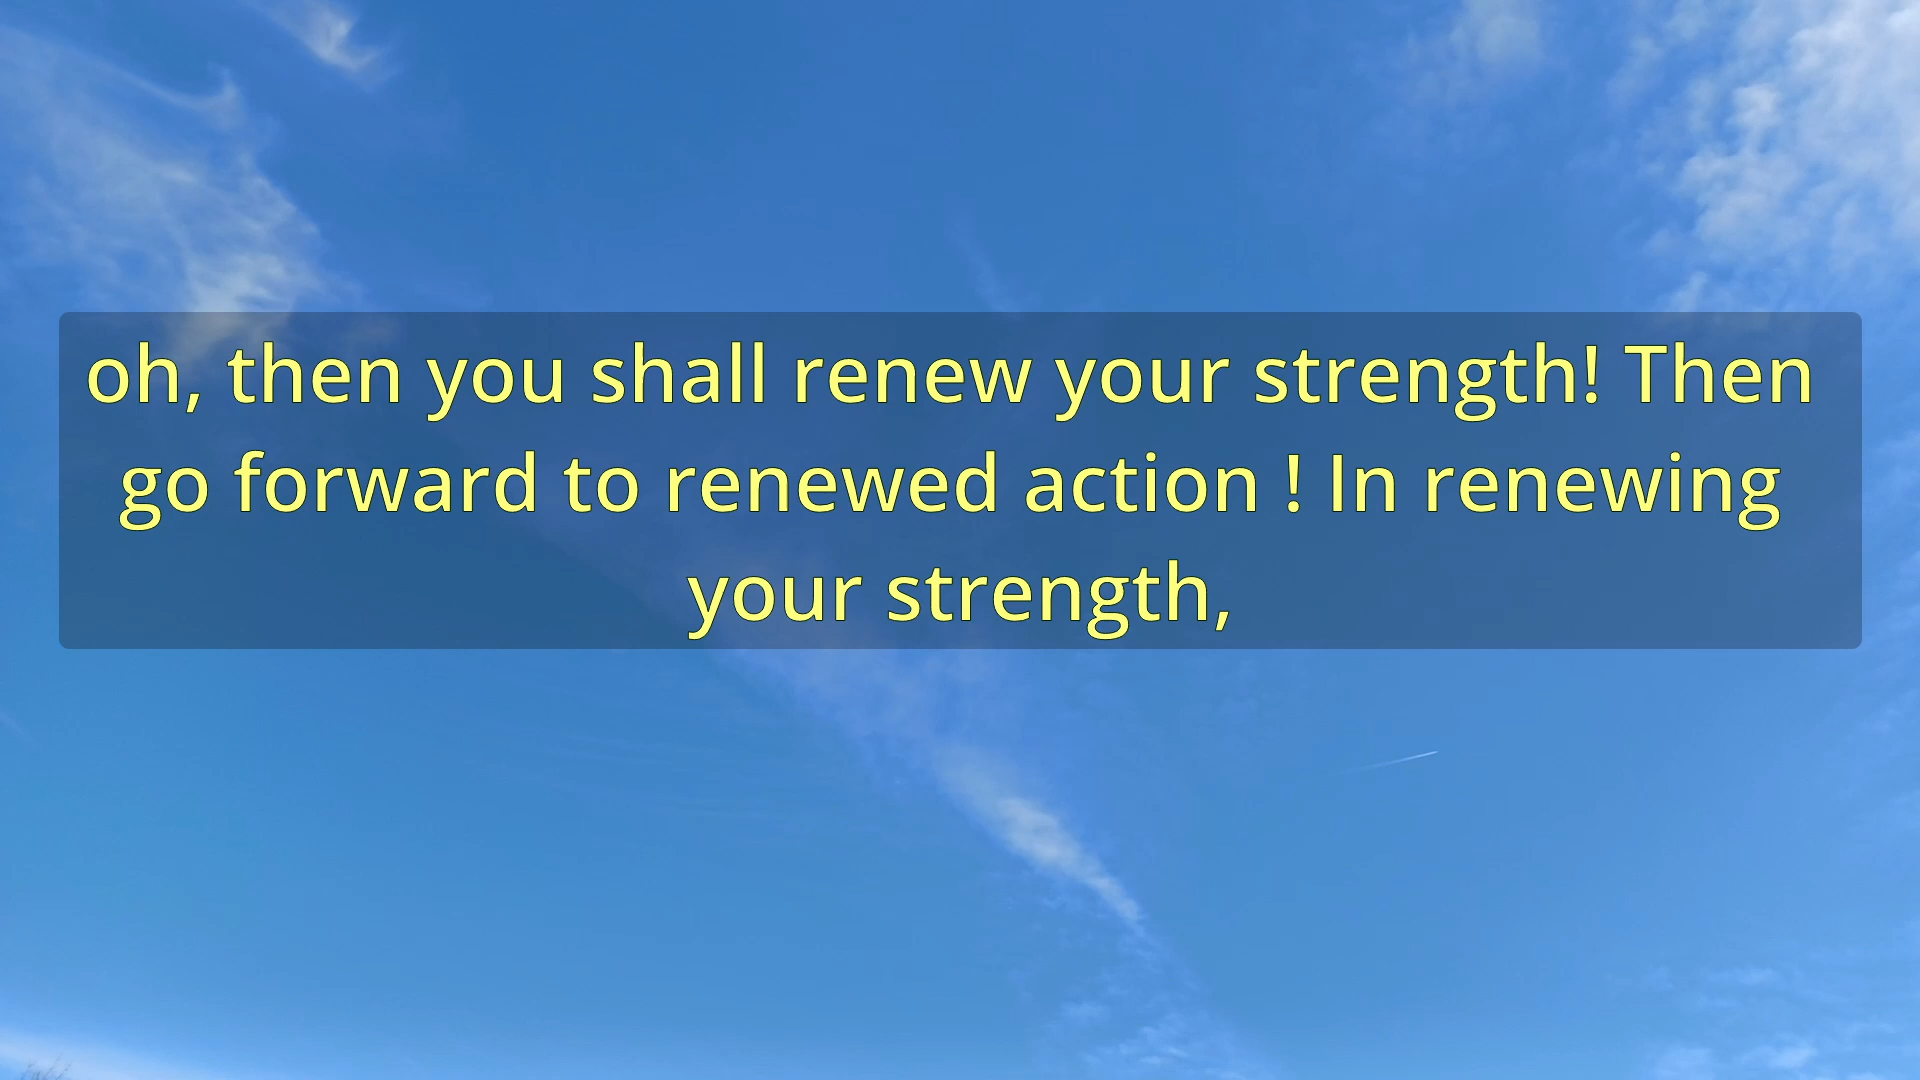 oh, then you shall renew your strength! Then
go forward to renewed action ! In renewing
your strength,